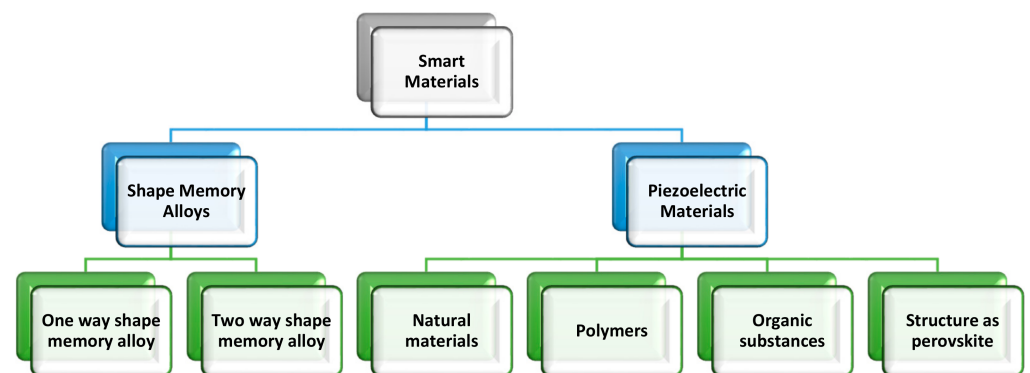 Smart
Materials
Shape Memory
Alloys
Piezoelectric
Materials
One way shape
memory alloy
Two way shape
memory alloy
Natural
materials
Polymers
Organic
substances
Structure as
perovskite